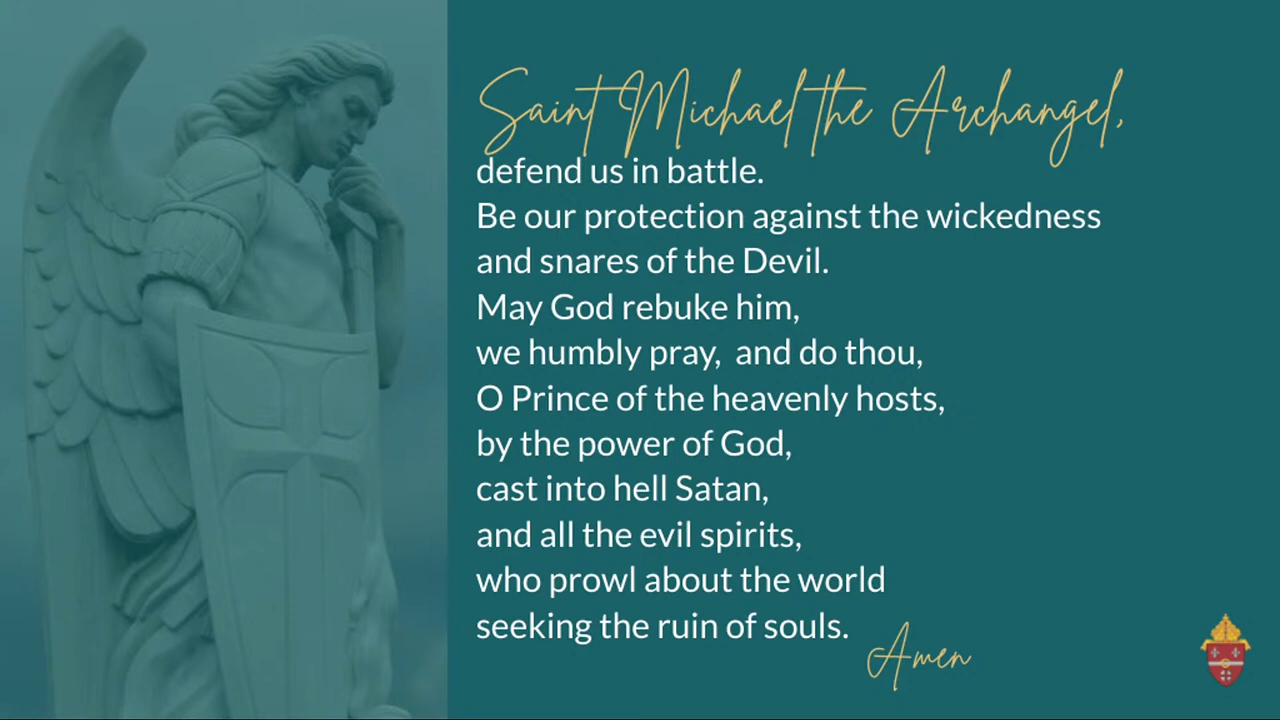 Saint Michael the Archangel,
defend us in battle.
Be our protection against the wickedness
and snares of the Devil.
May God rebuke him,
we humbly pray, and do thou,
O Prince of the heavenly hosts,
by the power of God,
cast into hell Satan,
and all the evil spirits,
who prowl about the world
seeking the ruin of souls.
Amen